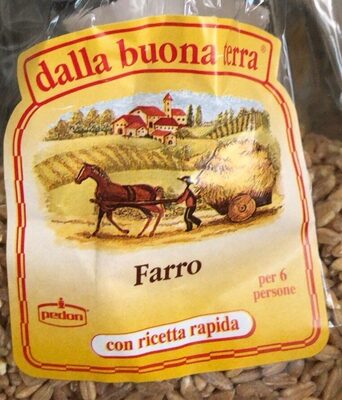 dalla buona terra®
Farro
per 6
persone
pedon
con ricetta rapida